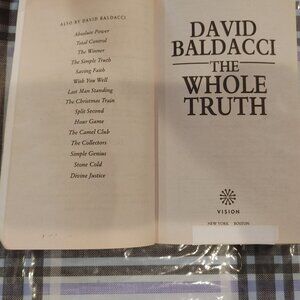 ALSO BY DAVID BALDACCI
Absolute Power
Total Control
The Winner
The Simple Truth
Saving Faith
Wish You Well
Last Man Standing
The Christmas Train
Split Second
Hour Game
The Camel Club
The Collectors
Simple Genius
Stone Cold
Divine Justice
DAVID
BALDACCI
THE
WHOLE
TRUTH
VISION
NEW YORK BOSTON